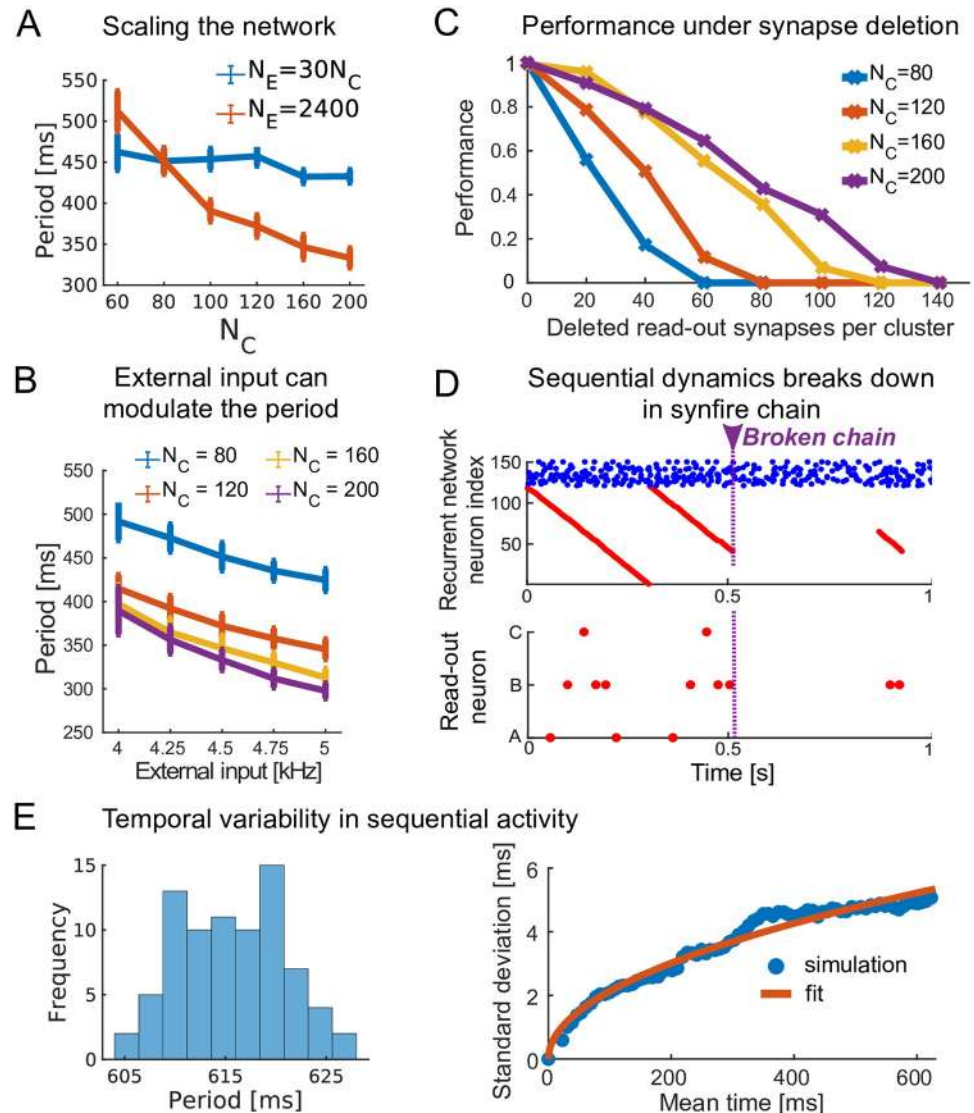 A
Scaling the network
N_E=30N_C
N_E=2400
550
500
450
400
350
300
Period [ms]
60 80 100 120 160 200
N_C
B
External input can
modulate the period
N_C = 80
N_C = 160
N_C = 120
N_C = 200
550
500
450
400
350
300
250
Period [ms]
4 4.25 4.5 4.75 5
External input [kHz]
C
Performance under synapse deletion
N_C=80
N_C=120
N_C=160
N_C=200
1
0.8
0.6
0.4
0.2
0
Performance
0 20 40 60 80 100 120 140
Deleted read-out synapses per cluster
D
Sequential dynamics breaks down
in synfire chain
Broken chain
150
100
50
Recurrent network
neuron index
0 0.5 1
C
B
A
Read-out
neuron
0 0.5 1
Time [s]
E
Temporal variability in sequential activity
15
10
5
0
Frequency
605 615 625
Period [ms]
6
4
2
0
Standard deviation [ms]
simulation
fit
0 200 400 600
Mean time [ms]